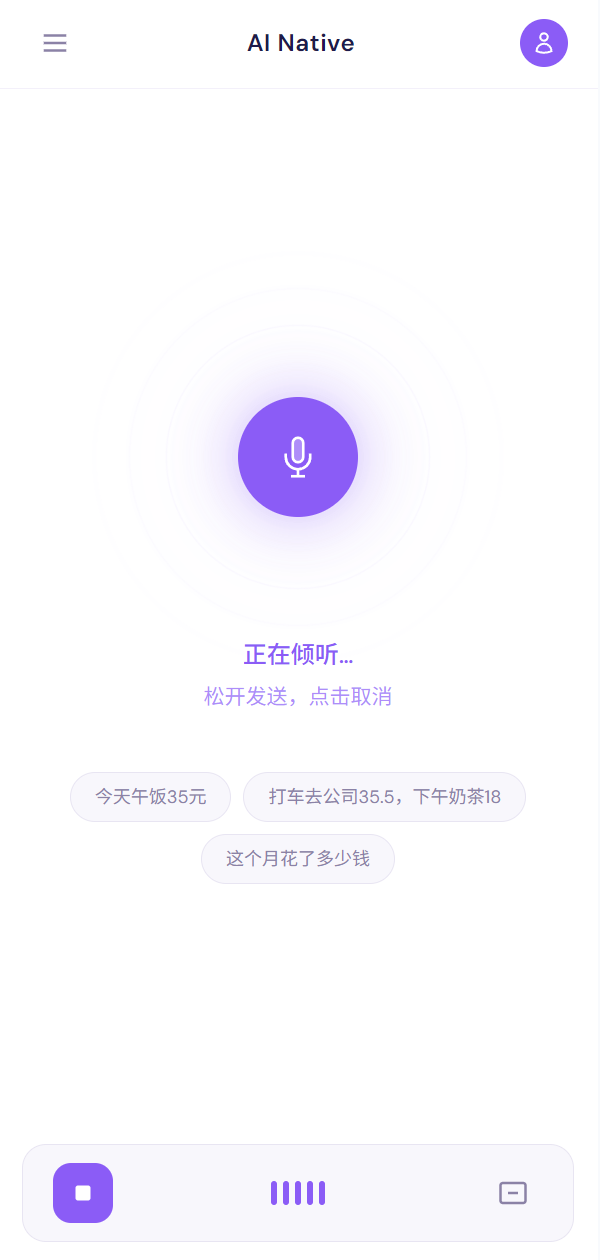 AI Native
正在倾听...
松开发送，点击取消
今天午饭35元
打车去公司35.5，下午奶茶18
这个月花了多少钱